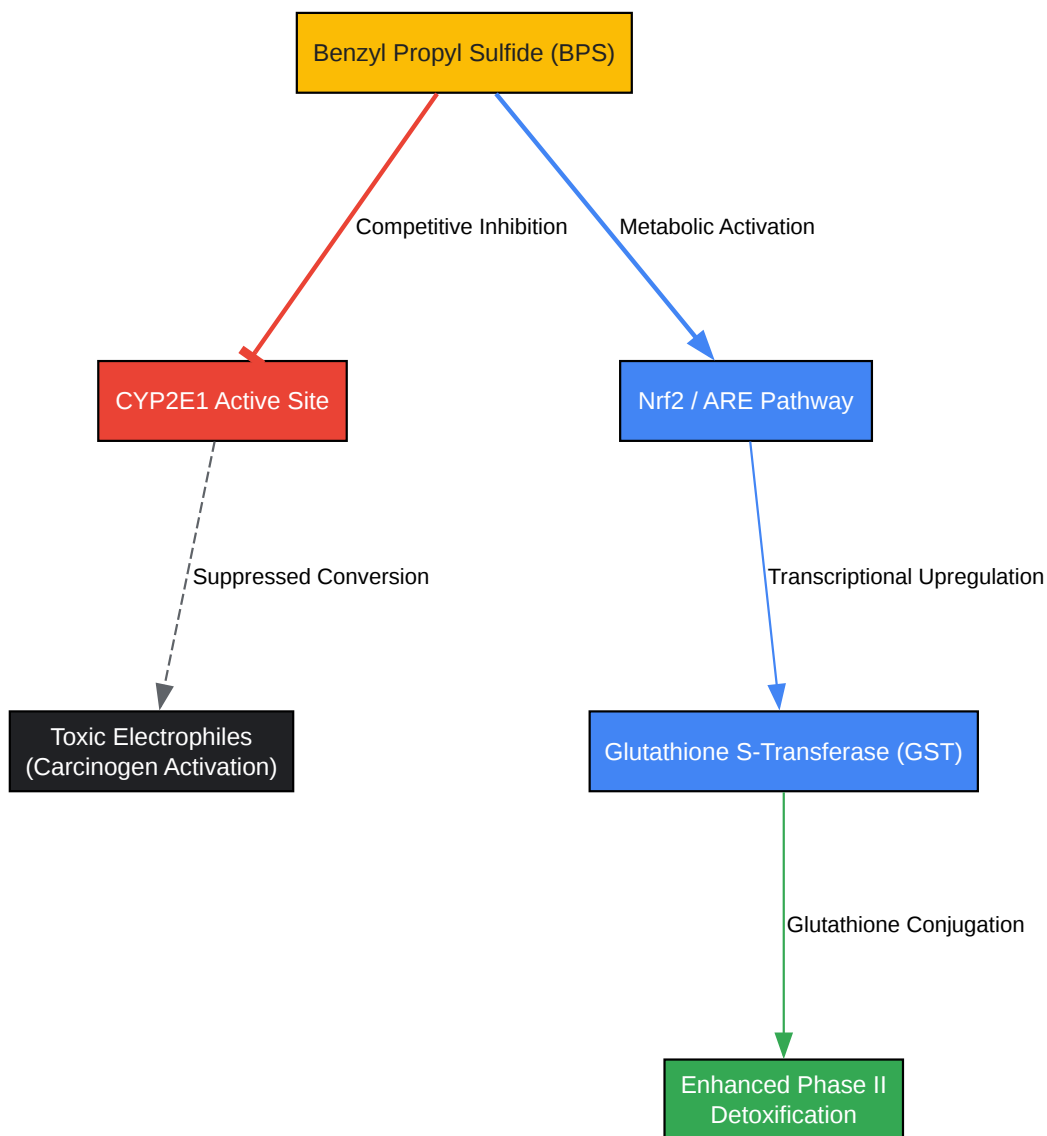 Benzyl Propyl Sulfide (BPS)
Competitive Inhibition
Metabolic Activation
CYP2E1 Active Site
Nrf2 / ARE Pathway
Suppressed Conversion
Transcriptional Upregulation
Toxic Electrophiles
(Carcinogen Activation)
Glutathione S-Transferase (GST)
Glutathione Conjugation
Enhanced Phase II
Detoxification